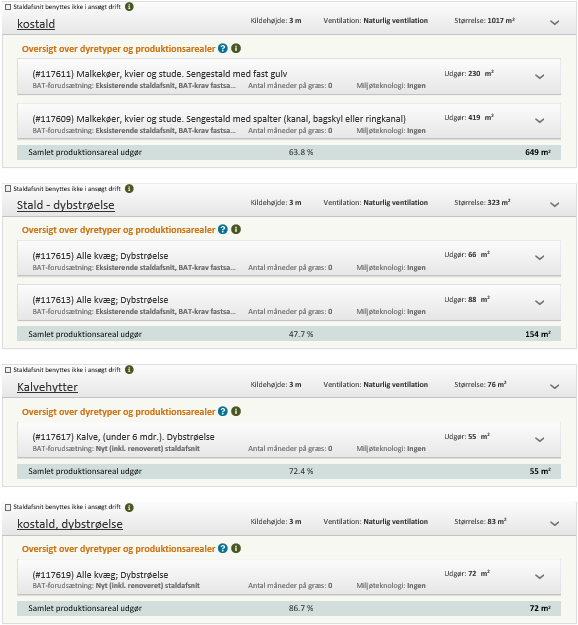 Staldafsnit benyttes ikke i ansøgt drift
kostald Kildehøjde: 3 m Ventilation: Naturlig ventilation Størrelse: 1017 m²
Oversigt over dyretyper og produktionsarealer
(#117611) Malkekøer, kvier og stude. Sengestald med fast gulv Udgør: 230 m²
BAT-forudsætning: Eksisterende staldafsnit, BAT-krav fastsa... Antal måneder på græs: 0 Miljøteknologi: Ingen
(#117609) Malkekøer, kvier og stude. Sengestald med spalter (kanal, bagskyl eller ringkanal) Udgør: 419 m²
BAT-forudsætning: Eksisterende staldafsnit, BAT-krav fastsa... Antal måneder på græs: 0 Miljøteknologi: Ingen
Samlet produktionsareal udgør 63.8 % 649 m²
Staldafsnit benyttes ikke i ansøgt drift
Stald - dybstrøelse Kildehøjde: 3 m Ventilation: Naturlig ventilation Størrelse: 323 m²
Oversigt over dyretyper og produktionsarealer
(#117615) Alle kvæg; Dybstrøelse Udgør: 66 m²
BAT-forudsætning: Eksisterende staldafsnit, BAT-krav fastsa... Antal måneder på græs: 0 Miljøteknologi: Ingen
(#117613) Alle kvæg; Dybstrøelse Udgør: 88 m²
BAT-forudsætning: Eksisterende staldafsnit, BAT-krav fastsa... Antal måneder på græs: 0 Miljøteknologi: Ingen
Samlet produktionsareal udgør 47.7 % 154 m²
Staldafsnit benyttes ikke i ansøgt drift
Kalvehytter Kildehøjde: 3 m Ventilation: Naturlig ventilation Størrelse: 76 m²
Oversigt over dyretyper og produktionsarealer
(#117617) Kalve, (under 6 mdr.). Dybstrøelse Udgør: 55 m²
BAT-forudsætning: Nyt (inkl. renoveret) staldafsnit Antal måneder på græs: 0 Miljøteknologi: Ingen
Samlet produktionsareal udgør 72.4 % 55 m²
Staldafsnit benyttes ikke i ansøgt drift
kostald, dybstrøelse Kildehøjde: 3 m Ventilation: Naturlig ventilation Størrelse: 83 m²
Oversigt over dyretyper og produktionsarealer
(#117619) Alle kvæg; Dybstrøelse Udgør: 72 m²
BAT-forudsætning: Nyt (inkl. renoveret) staldafsnit Antal måneder på græs: 0 Miljøteknologi: Ingen
Samlet produktionsareal udgør 86.7 % 72 m²